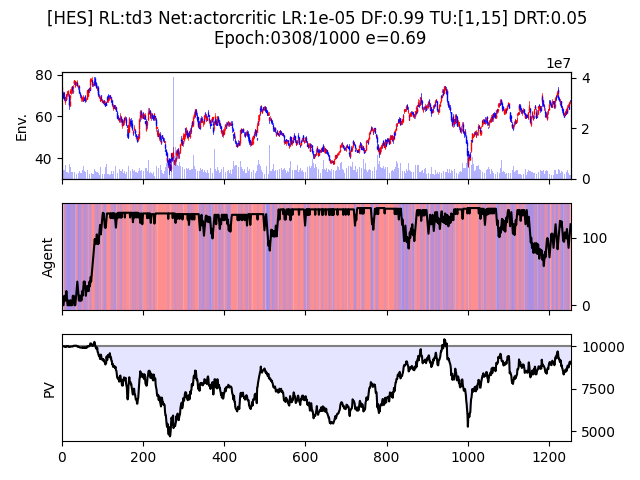 [HES] RL:td3 Net:actorcritic LR:1e-05 DF:0.99 TU:[1,15] DRT:0.05
Epoch:0308/1000 e=0.69
1e7
80
60
40
Env.
4
2
0
Agent
100
0
PV
10000
7500
5000
0 200 400 600 800 1000 1200